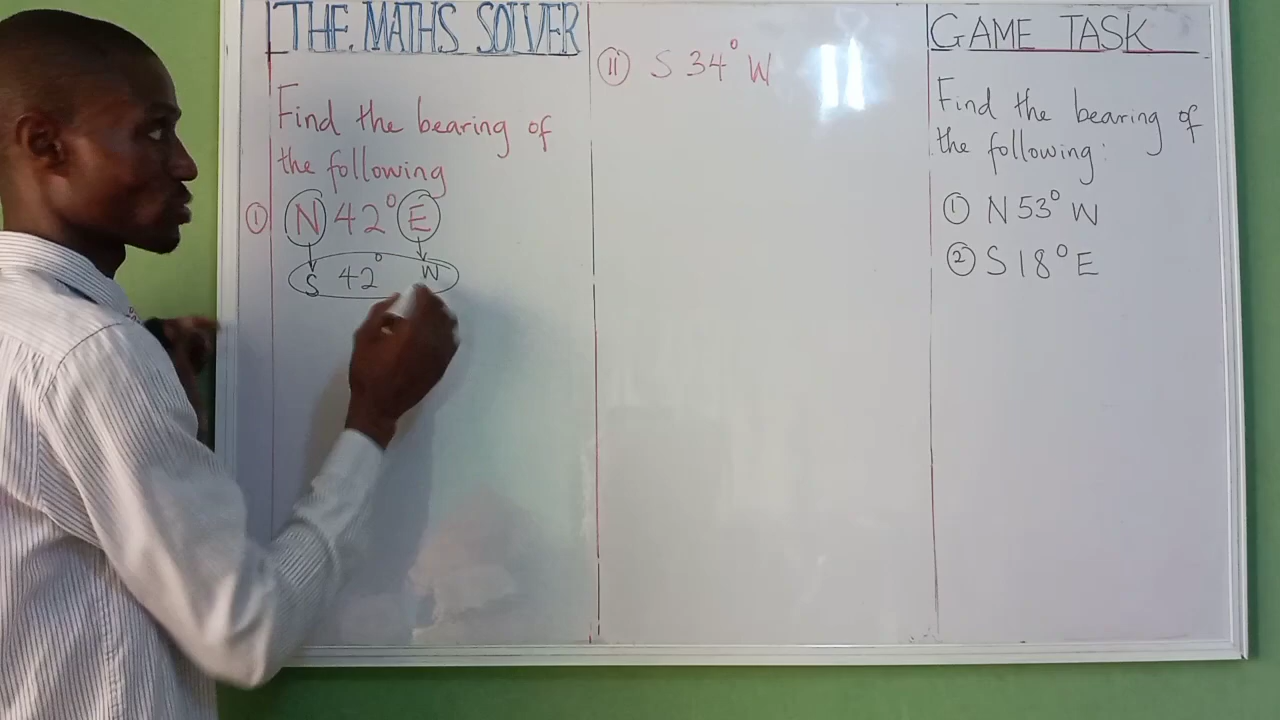 THE MATHS SOLVER
Find the bearing of
the following
① N 42° E
S 42° W
⑪ S 34° W
GAME TASK
Find the bearing of
the following:
① N 53° W
② S 18° E